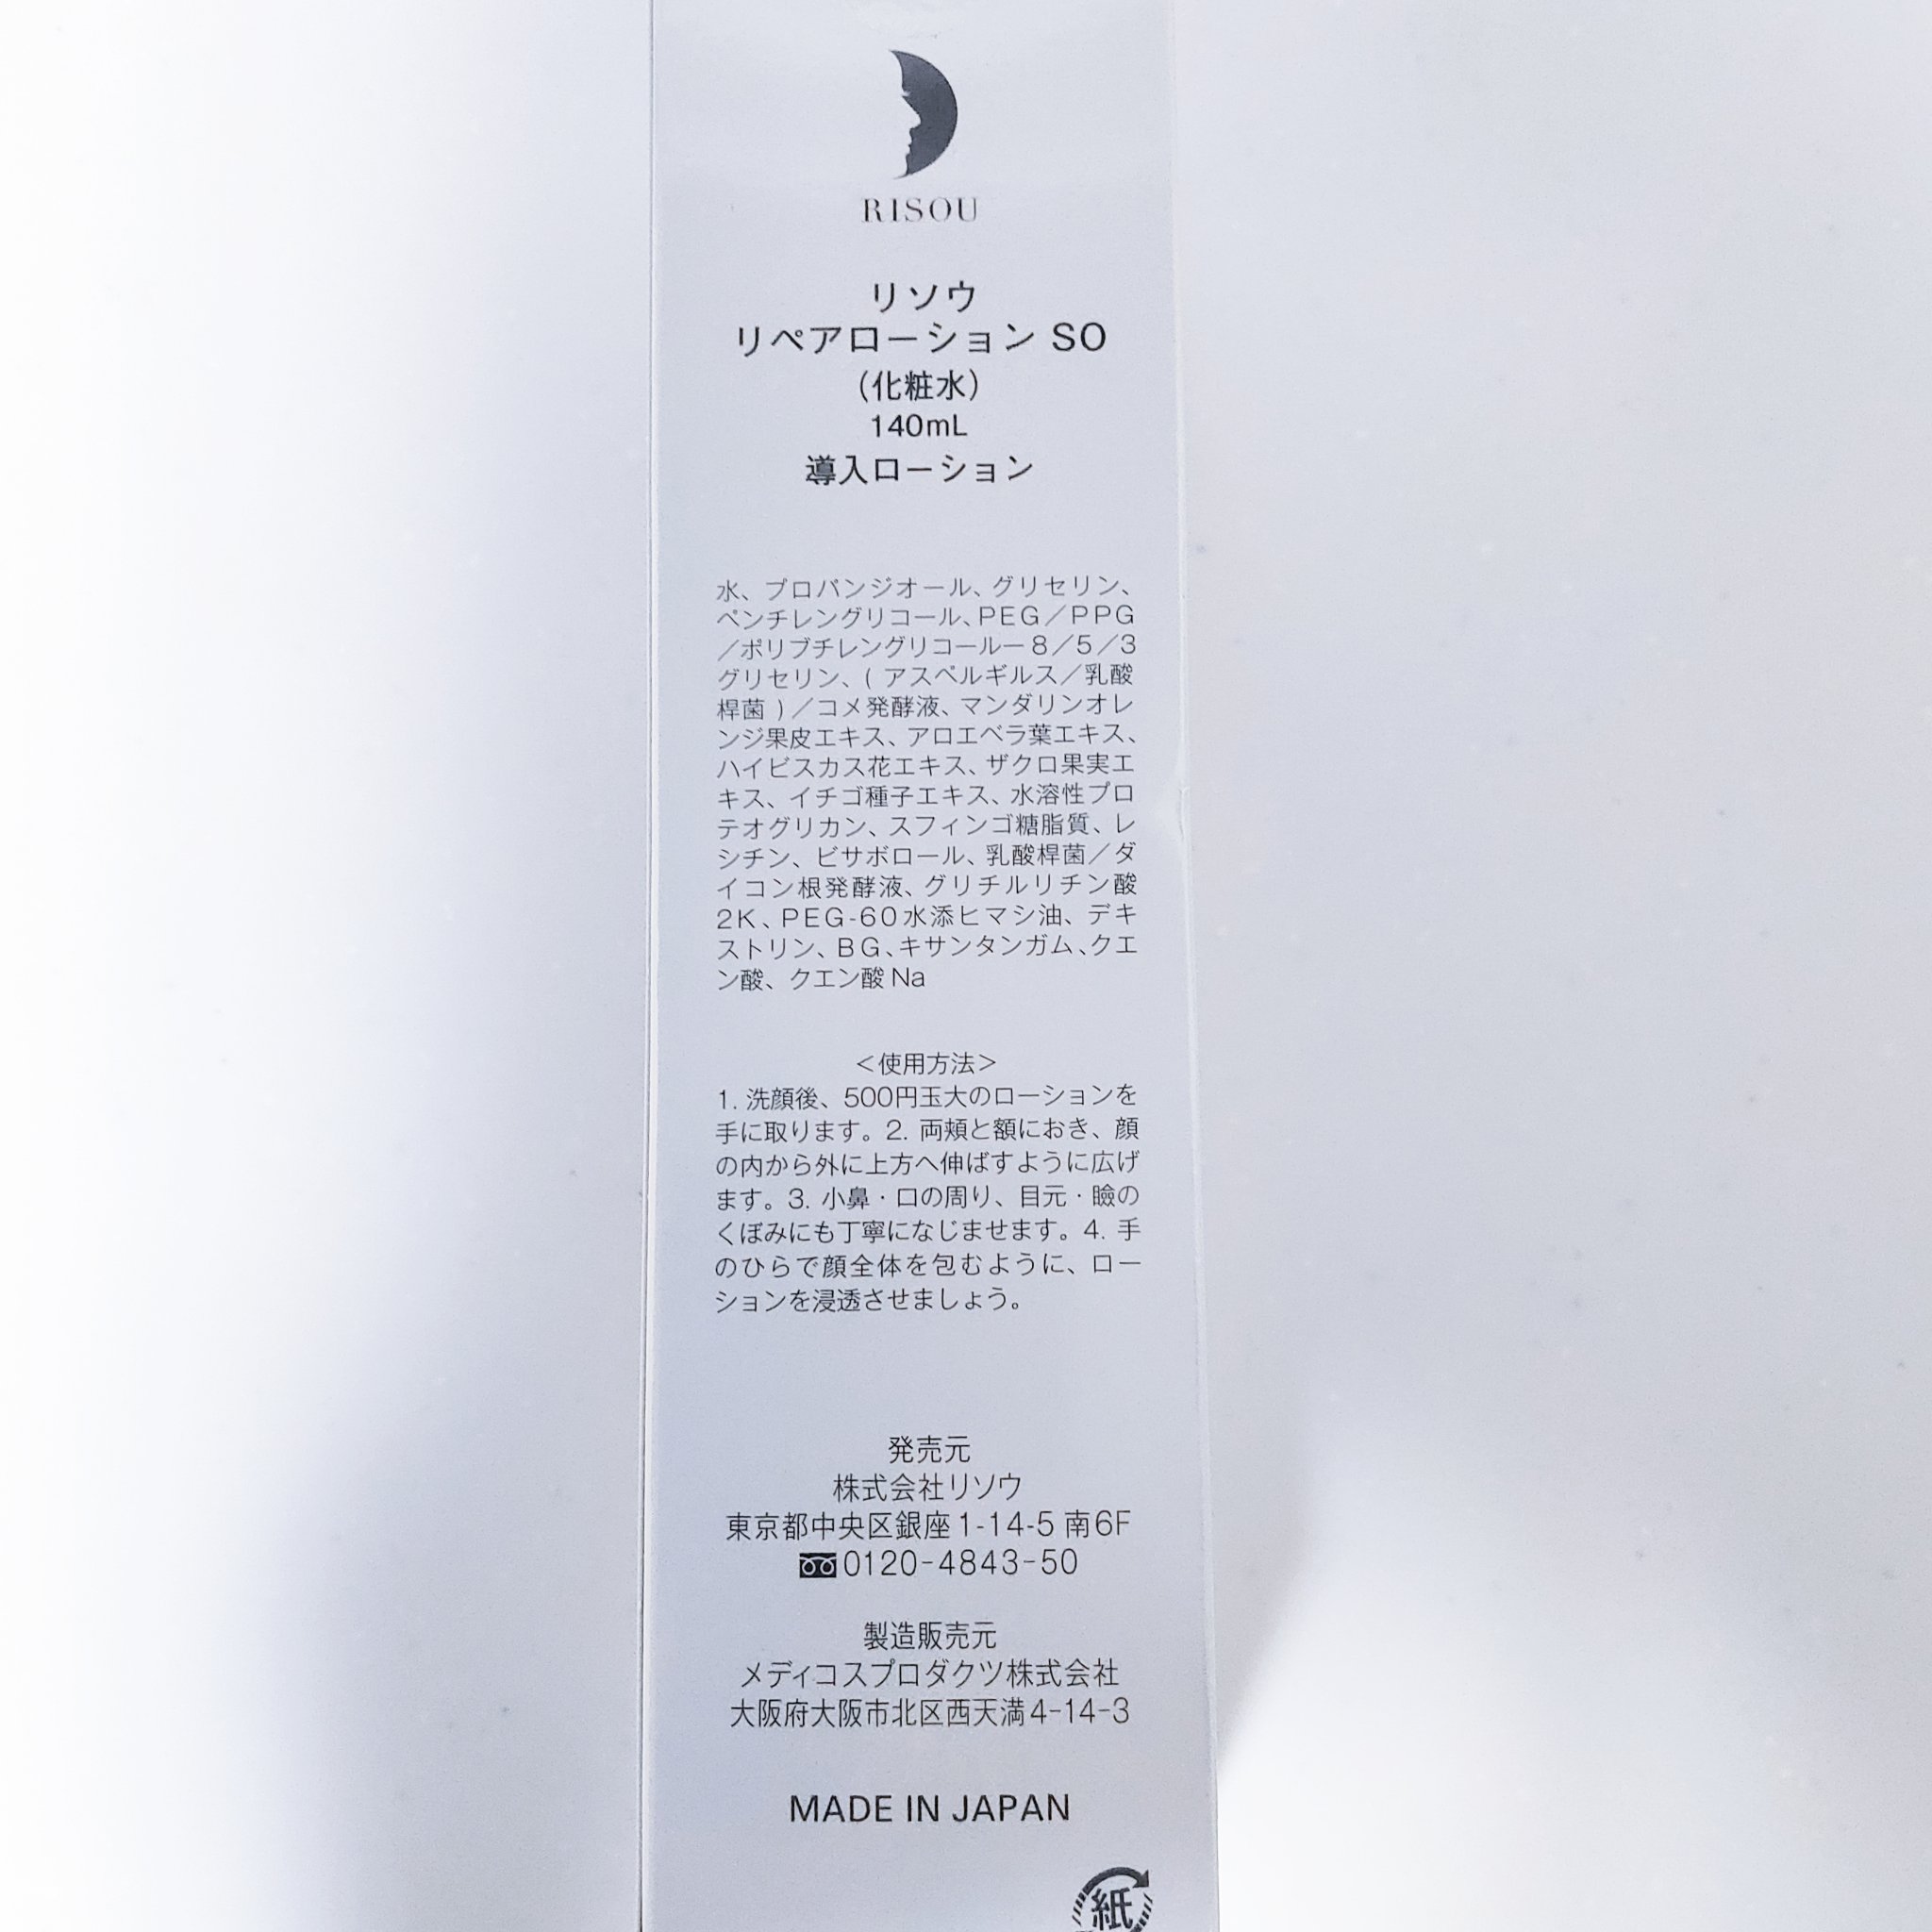 RISOU
リソウ
リペアローション SO
（化粧水）
140mL
導入ローション
水、プロパンジオール、グリセリン、
ペンチレングリコール、PEG／PPG
／ポリブチレングリコールー8／5／3
グリセリン、( アスペルギルス／乳酸
桿菌 )／コメ発酵液、マンダリンオレ
ンジ果皮エキス、アロエベラ葉エキス、
ハイビスカス花エキス、ザクロ果実エ
キス、イチゴ種子エキス、水溶性プロ
テオグリカン、スフィンゴ糖脂質、レ
シチン、ビサボロール、乳酸桿菌／ダ
イコン根発酵液、グリチルリチン酸
2K、PEG-60水添ヒマシ油、デキ
ストリン、BG、キサンタンガム、クエ
ン酸、クエン酸 Na
＜使用方法＞
1. 洗顔後、500円玉大のローションを
手に取ります。2. 両頬と額におき、顔
の内から外に上方へ伸ばすように広げ
ます。3. 小鼻・口の周り、目元・瞼の
くぼみにも丁寧になじませます。4. 手
のひらで顔全体を包むように、ロー
ションを浸透させましょう。
発売元
株式会社リソウ
東京都中央区銀座1-14-5 南6F
0120-4843-50
製造販売元
メディコスプロダクツ株式会社
大阪府大阪市北区西天満4-14-3
MADE IN JAPAN
紙